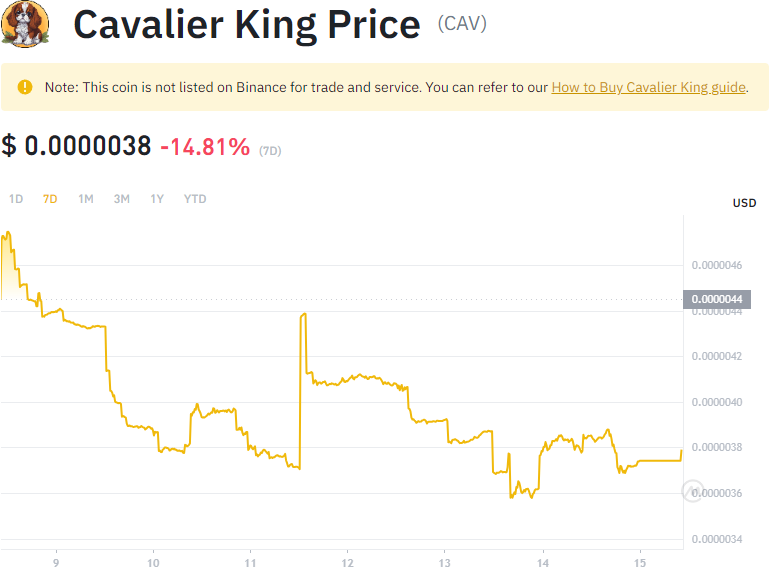 Cavalier King Price (CAV)
Note: This coin is not listed on Binance for trade and service. You can refer to our How to Buy Cavalier King guide.
$ 0.0000038 -14.81% (7D)
1D 7D 1M 3M 1Y YTD
USD
0.0000046
0.0000044
0.0000044
0.0000042
0.0000040
0.0000038
0.0000036
0.0000034
9 10 11 12 13 14 15